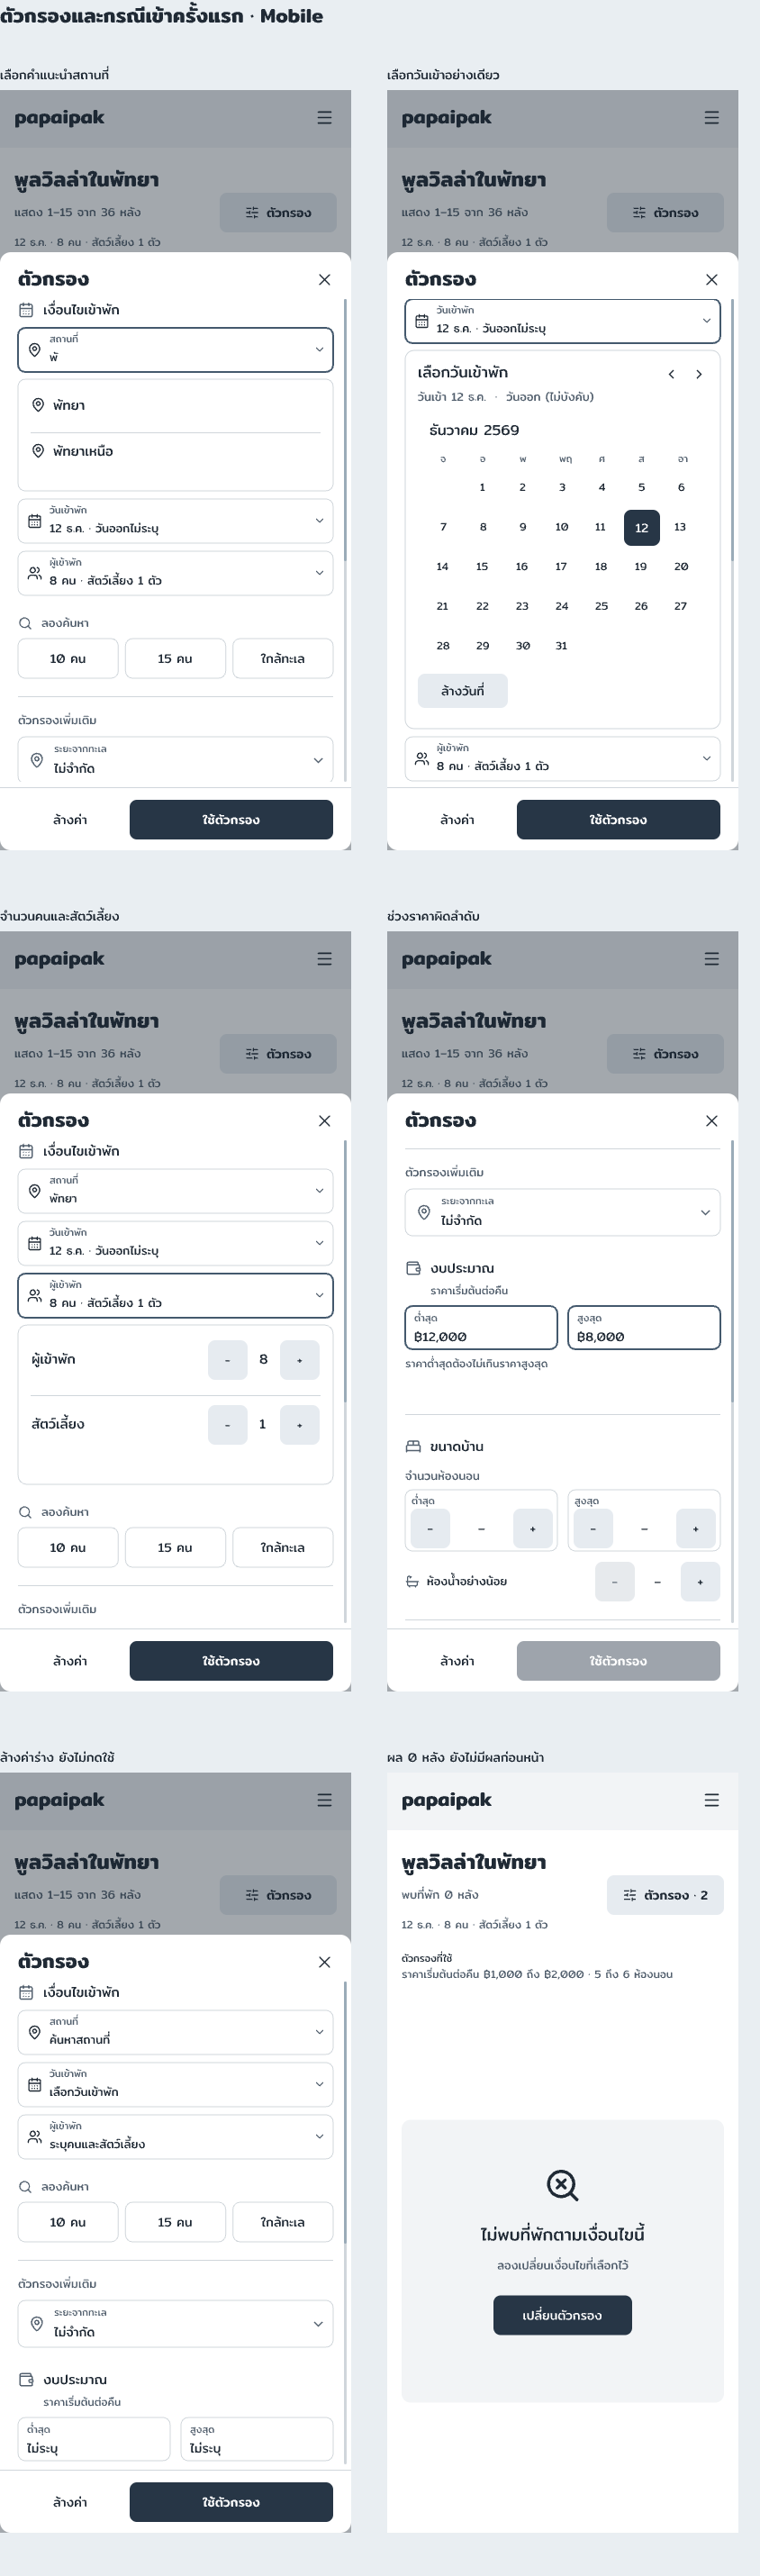 ตัวกรองและกรณีเข้าครั้งแรก · Mobile
เลือกคำแนะนำสถานที่
papaipak
พูลวิลล่าในพัทยา
แสดง 1–15 จาก 36 หลัง
ตัวกรอง
12 ธ.ค. · 8 คน · สัตว์เลี้ยง 1 ตัว
ตัวกรอง
เงื่อนไขเข้าพัก
สถานที่
พั
พัทยา
พัทยาเหนือ
วันเข้าพัก
12 ธ.ค. · วันออกไม่ระบุ
ผู้เข้าพัก
8 คน · สัตว์เลี้ยง 1 ตัว
ลองค้นหา
10 คน 15 คน ใกล้ทะเล
ตัวกรองเพิ่มเติม
ระยะจากทะเล
ไม่จำกัด
ล้างค่า ใช้ตัวกรอง
เลือกวันเข้าอย่างเดียว
papaipak
พูลวิลล่าในพัทยา
แสดง 1–15 จาก 36 หลัง
ตัวกรอง
12 ธ.ค. · 8 คน · สัตว์เลี้ยง 1 ตัว
ตัวกรอง
วันเข้าพัก
12 ธ.ค. · วันออกไม่ระบุ
เลือกวันเข้าพัก
วันเข้า 12 ธ.ค. · วันออก (ไม่บังคับ)
ธันวาคม 2569
จ อ พ พฤ ศ ส อา
1 2 3 4 5 6
7 8 9 10 11 12 13
14 15 16 17 18 19 20
21 22 23 24 25 26 27
28 29 30 31
ล้างวันที่
ผู้เข้าพัก
8 คน · สัตว์เลี้ยง 1 ตัว
ล้างค่า ใช้ตัวกรอง
จำนวนคนและสัตว์เลี้ยง
papaipak
พูลวิลล่าในพัทยา
แสดง 1–15 จาก 36 หลัง
ตัวกรอง
12 ธ.ค. · 8 คน · สัตว์เลี้ยง 1 ตัว
ตัวกรอง
เงื่อนไขเข้าพัก
สถานที่
พัทยา
วันเข้าพัก
12 ธ.ค. · วันออกไม่ระบุ
ผู้เข้าพัก
8 คน · สัตว์เลี้ยง 1 ตัว
ผู้เข้าพัก - 8 +
สัตว์เลี้ยง - 1 +
ลองค้นหา
10 คน 15 คน ใกล้ทะเล
ตัวกรองเพิ่มเติม
ล้างค่า ใช้ตัวกรอง
ช่วงราคาผิดลำดับ
papaipak
พูลวิลล่าในพัทยา
แสดง 1–15 จาก 36 หลัง
ตัวกรอง
12 ธ.ค. · 8 คน · สัตว์เลี้ยง 1 ตัว
ตัวกรอง
ตัวกรองเพิ่มเติม
ระยะจากทะเล
ไม่จำกัด
งบประมาณ
ราคาเริ่มต้นต่อคืน
ต่ำสุด สูงสุด
฿12,000 ฿8,000
ราคาต่ำสุดต้องไม่เกินราคาสูงสุด
ขนาดบ้าน
จำนวนห้องนอน
ต่ำสุด สูงสุด
- – + - – +
ห้องน้ำอย่างน้อย - – +
ล้างค่า ใช้ตัวกรอง
ล้างค่าร่าง ยังไม่กดใช้
papaipak
พูลวิลล่าในพัทยา
แสดง 1–15 จาก 36 หลัง
ตัวกรอง
12 ธ.ค. · 8 คน · สัตว์เลี้ยง 1 ตัว
ตัวกรอง
เงื่อนไขเข้าพัก
สถานที่
ค้นหาสถานที่
วันเข้าพัก
เลือกวันเข้าพัก
ผู้เข้าพัก
ระบุคนและสัตว์เลี้ยง
ลองค้นหา
10 คน 15 คน ใกล้ทะเล
ตัวกรองเพิ่มเติม
ระยะจากทะเล
ไม่จำกัด
งบประมาณ
ราคาเริ่มต้นต่อคืน
ต่ำสุด สูงสุด
ไม่ระบุ ไม่ระบุ
ล้างค่า ใช้ตัวกรอง
ผล 0 หลัง ยังไม่มีผลก่อนหน้า
papaipak
พูลวิลล่าในพัทยา
พบที่พัก 0 หลัง
ตัวกรอง · 2
12 ธ.ค. · 8 คน · สัตว์เลี้ยง 1 ตัว
ตัวกรองที่ใช้
ราคาเริ่มต้นต่อคืน ฿1,000 ถึง ฿2,000 · 5 ถึง 6 ห้องนอน
ไม่พบที่พักตามเงื่อนไขนี้
ลองเปลี่ยนเงื่อนไขที่เลือกไว้
เปลี่ยนตัวกรอง